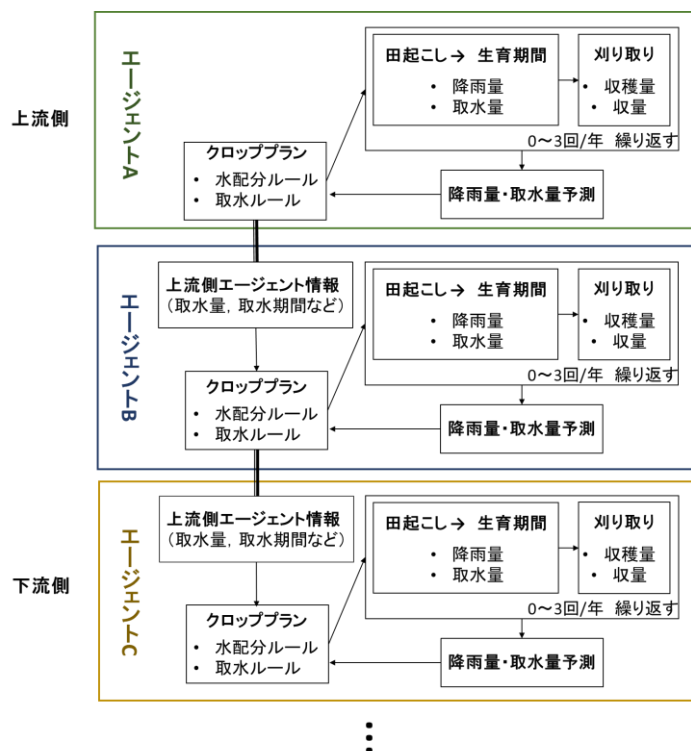 上流側
エージェントA
田起こし→ 生育期間
• 降雨量
• 取水量
刈り取り
• 収穫量
• 収量
0～3回/年 繰り返す
クロッププラン
• 水配分ルール
• 取水ルール
降雨量・取水量予測
エージェントB
上流側エージェント情報
（取水量，取水期間など）
田起こし→ 生育期間
• 降雨量
• 取水量
刈り取り
• 収穫量
• 収量
0～3回/年 繰り返す
クロッププラン
• 水配分ルール
• 取水ルール
降雨量・取水量予測
下流側
エージェントC
上流側エージェント情報
（取水量，取水期間など）
田起こし→ 生育期間
• 降雨量
• 取水量
刈り取り
• 収穫量
• 収量
0～3回/年 繰り返す
クロッププラン
• 水配分ルール
• 取水ルール
降雨量・取水量予測